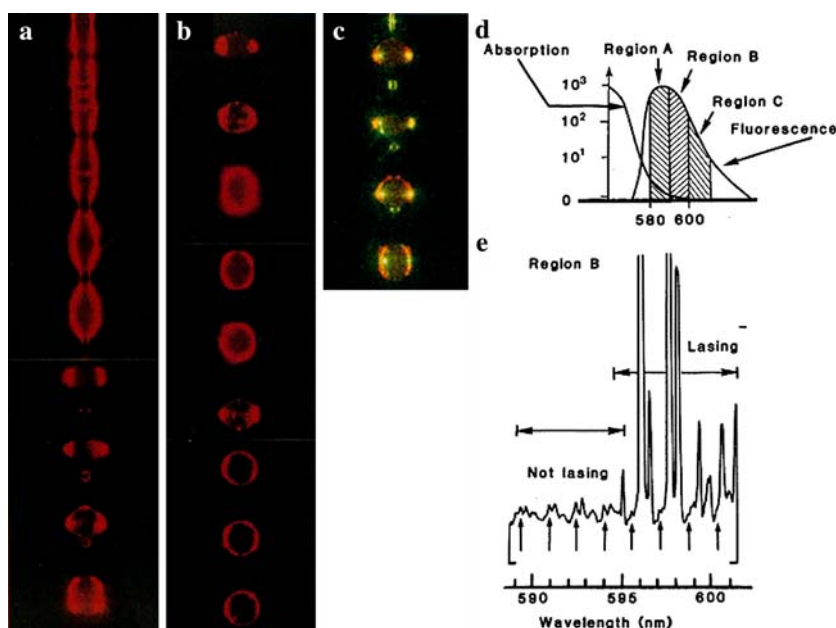 a
b
c
d
Absorption
Region A
Region B
Region C
Fluorescence
10³
10²
10¹
0
580 600
e
Region B
Lasing
Not lasing
590 595 600
Wavelength (nm)